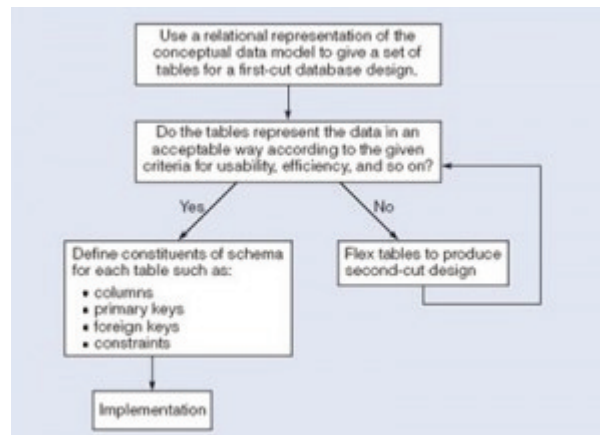 Use a relational representation of the
conceptual data model to give a set of
tables for a first-cut database design.
Do the tables represent the data in an
acceptable way according to the given
criteria for usability, efficiency, and so on?
Yes
No
Define constituents of schema
for each table such as:
• columns
• primary keys
• foreign keys
• constraints
Flex tables to produce
second-cut design
Implementation